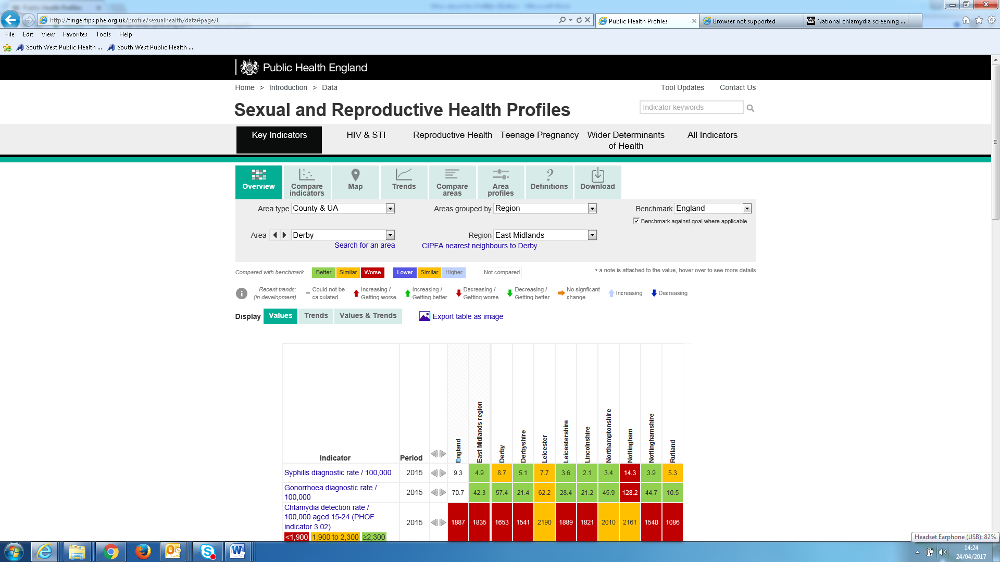 http://fingertips.phe.org.uk/profile/sexualhealth/data#page/0
Public Health Profiles
Browser not supported
National chlamydia screening ...
File Edit View Favorites Tools Help
South West Public Health ... South West Public Health ...
Public Health England
Home > Introduction > Data
Tool Updates Contact Us
Sexual and Reproductive Health Profiles
Indicator keywords
Key Indicators
HIV & STI
Reproductive Health
Teenage Pregnancy
Wider Determinants
of Health
All Indicators
Overview
Compare
indicators
Map
Trends
Compare
areas
Area
profiles
Definitions
Download
Area type County & UA
Areas grouped by Region
Benchmark England
Benchmark against goal where applicable
Area Derby
Region East Midlands
Search for an area
CIPFA nearest neighbours to Derby
Compared with benchmark Better Similar Worse Lower Similar Higher Not compared
* a note is attached to the value, hover over to see more details
Recent trends:
(in development)
Could not be
calculated
Increasing /
Getting worse
Increasing /
Getting better
Decreasing /
Getting worse
Decreasing /
Getting better
No signficant
change
Increasing
Decreasing
Display Values Trends Values & Trends Export table as image
Indicator Period England East Midlands region Derby Derbyshire Leicester Leicestershire Lincolnshire Northamptonshire Nottingham Nottinghamshire Rutland
Syphilis diagnostic rate / 100,000 2015 9.3 4.9 8.7 5.1 7.7 3.6 2.1 3.4 14.3 3.9 5.3
Gonorrhoea diagnostic rate /
100,000
2015 70.7 42.3 57.4 21.4 62.2 28.4 21.2 45.9 128.2 44.7 10.5
Chlamydia detection rate /
100,000 aged 15-24 (PHOF
indicator 3.02)
<1,900 1,900 to 2,300 ≥2,300
2015 1887 1835 1653 1541 2190 1889 1821 2010 2161 1540 1086
Headset Earphone (USB): 82%
14:24
24/04/2017